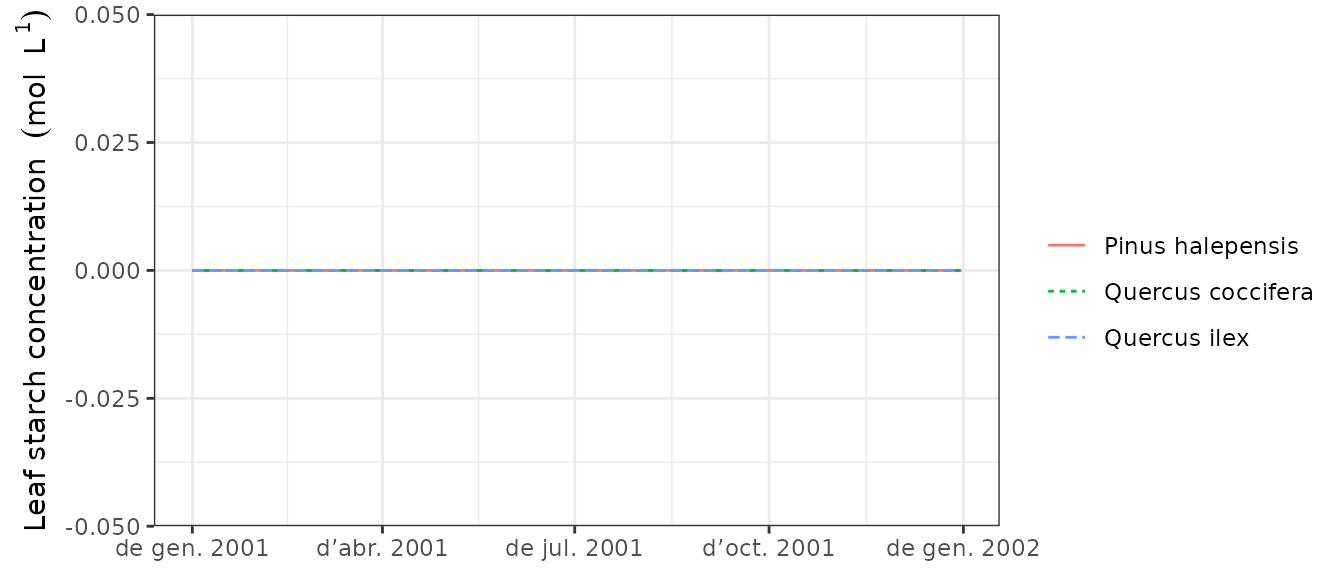 Leaf starch concentration (mol L¹)
0.050
0.025
0.000
-0.025
-0.050
de gen. 2001
d’abr. 2001
de jul. 2001
d’oct. 2001
de gen. 2002
Pinus halepensis
Quercus coccifera
Quercus ilex